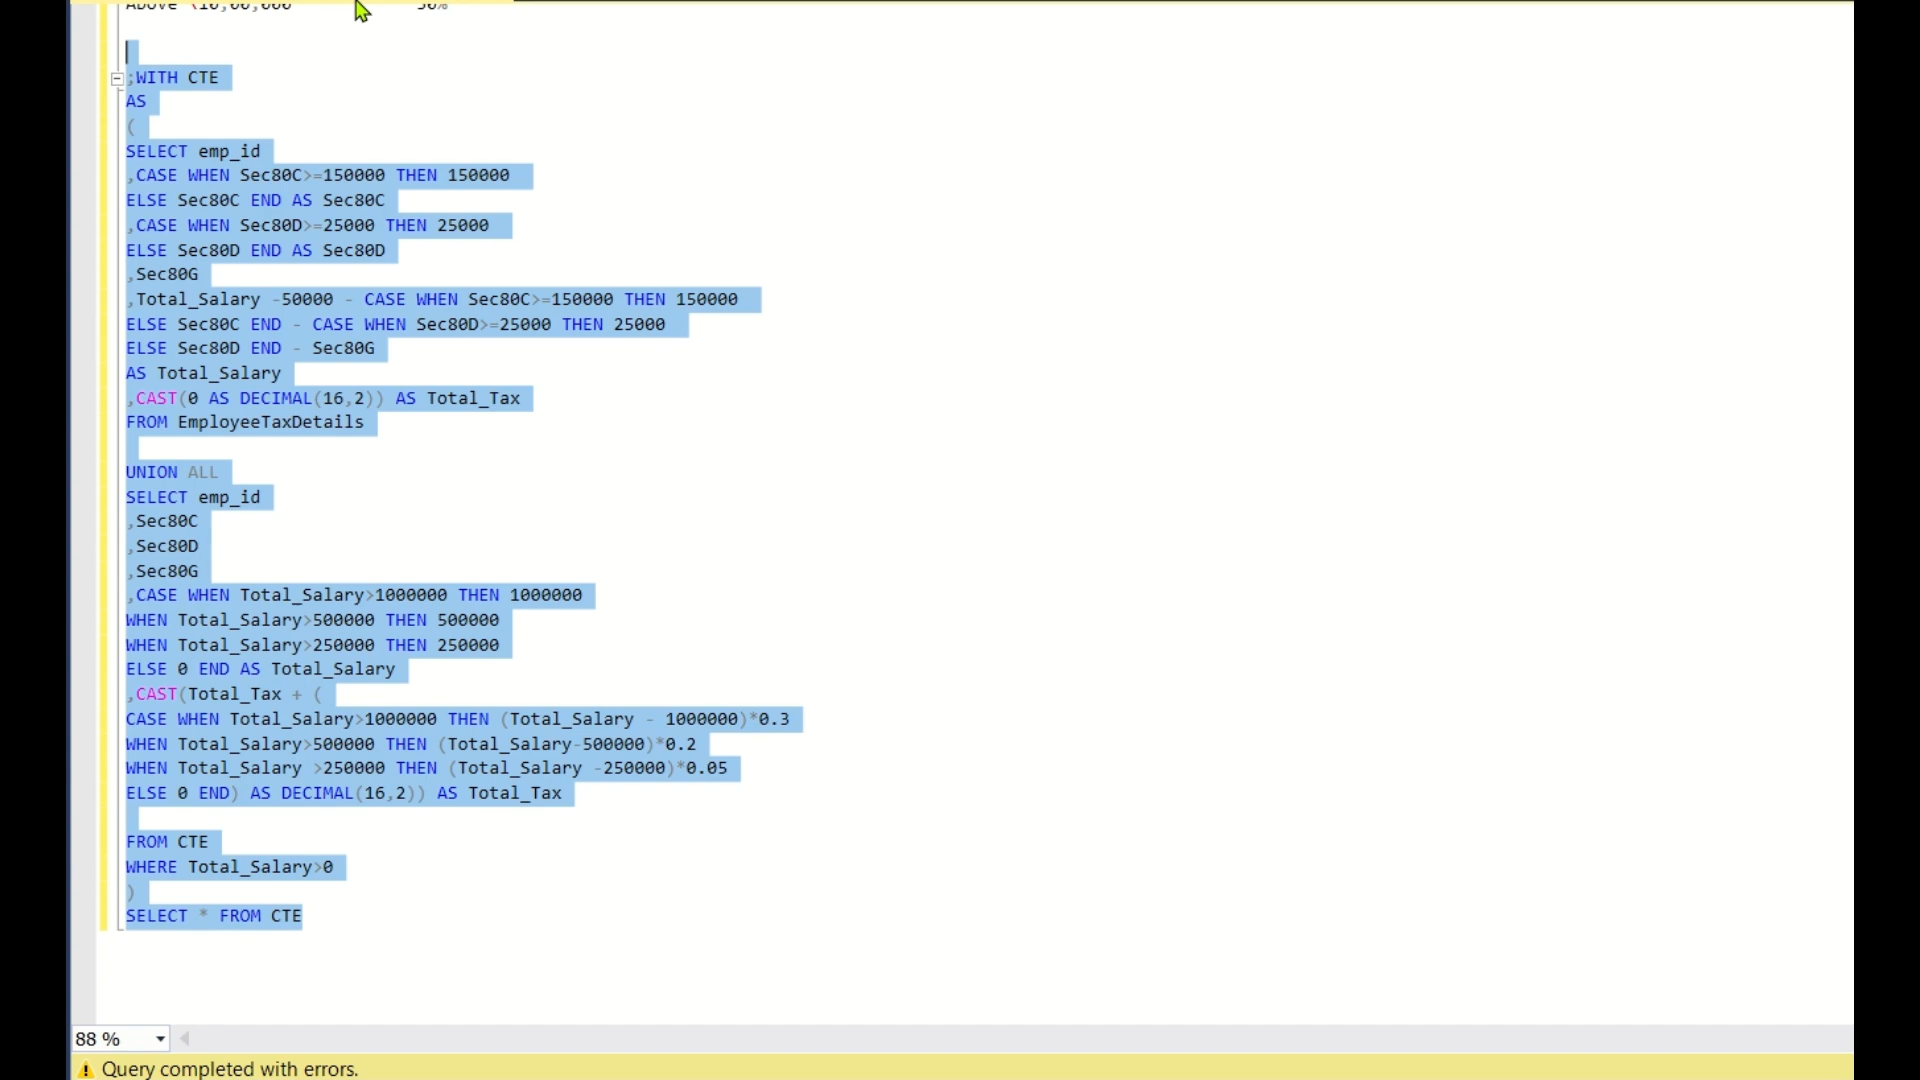 ;WITH CTE
AS
(
SELECT emp_id
,CASE WHEN Sec80C>=150000 THEN 150000
ELSE Sec80C END AS Sec80C
,CASE WHEN Sec80D>=25000 THEN 25000
ELSE Sec80D END AS Sec80D
,Sec80G
,Total_Salary -50000 - CASE WHEN Sec80C>=150000 THEN 150000
ELSE Sec80C END - CASE WHEN Sec80D>=25000 THEN 25000
ELSE Sec80D END - Sec80G
AS Total_Salary
,CAST(0 AS DECIMAL(16,2)) AS Total_Tax
FROM EmployeeTaxDetails
UNION ALL
SELECT emp_id
,Sec80C
,Sec80D
,Sec80G
,CASE WHEN Total_Salary>1000000 THEN 1000000
WHEN Total_Salary>500000 THEN 500000
WHEN Total_Salary>250000 THEN 250000
ELSE 0 END AS Total_Salary
,CAST(Total_Tax + (
CASE WHEN Total_Salary>1000000 THEN (Total_Salary - 1000000)*0.3
WHEN Total_Salary>500000 THEN (Total_Salary-500000)*0.2
WHEN Total_Salary >250000 THEN (Total_Salary -250000)*0.05
ELSE 0 END) AS DECIMAL(16,2)) AS Total_Tax
FROM CTE
WHERE Total_Salary>0
)
SELECT * FROM CTE
88 %
Query completed with errors.